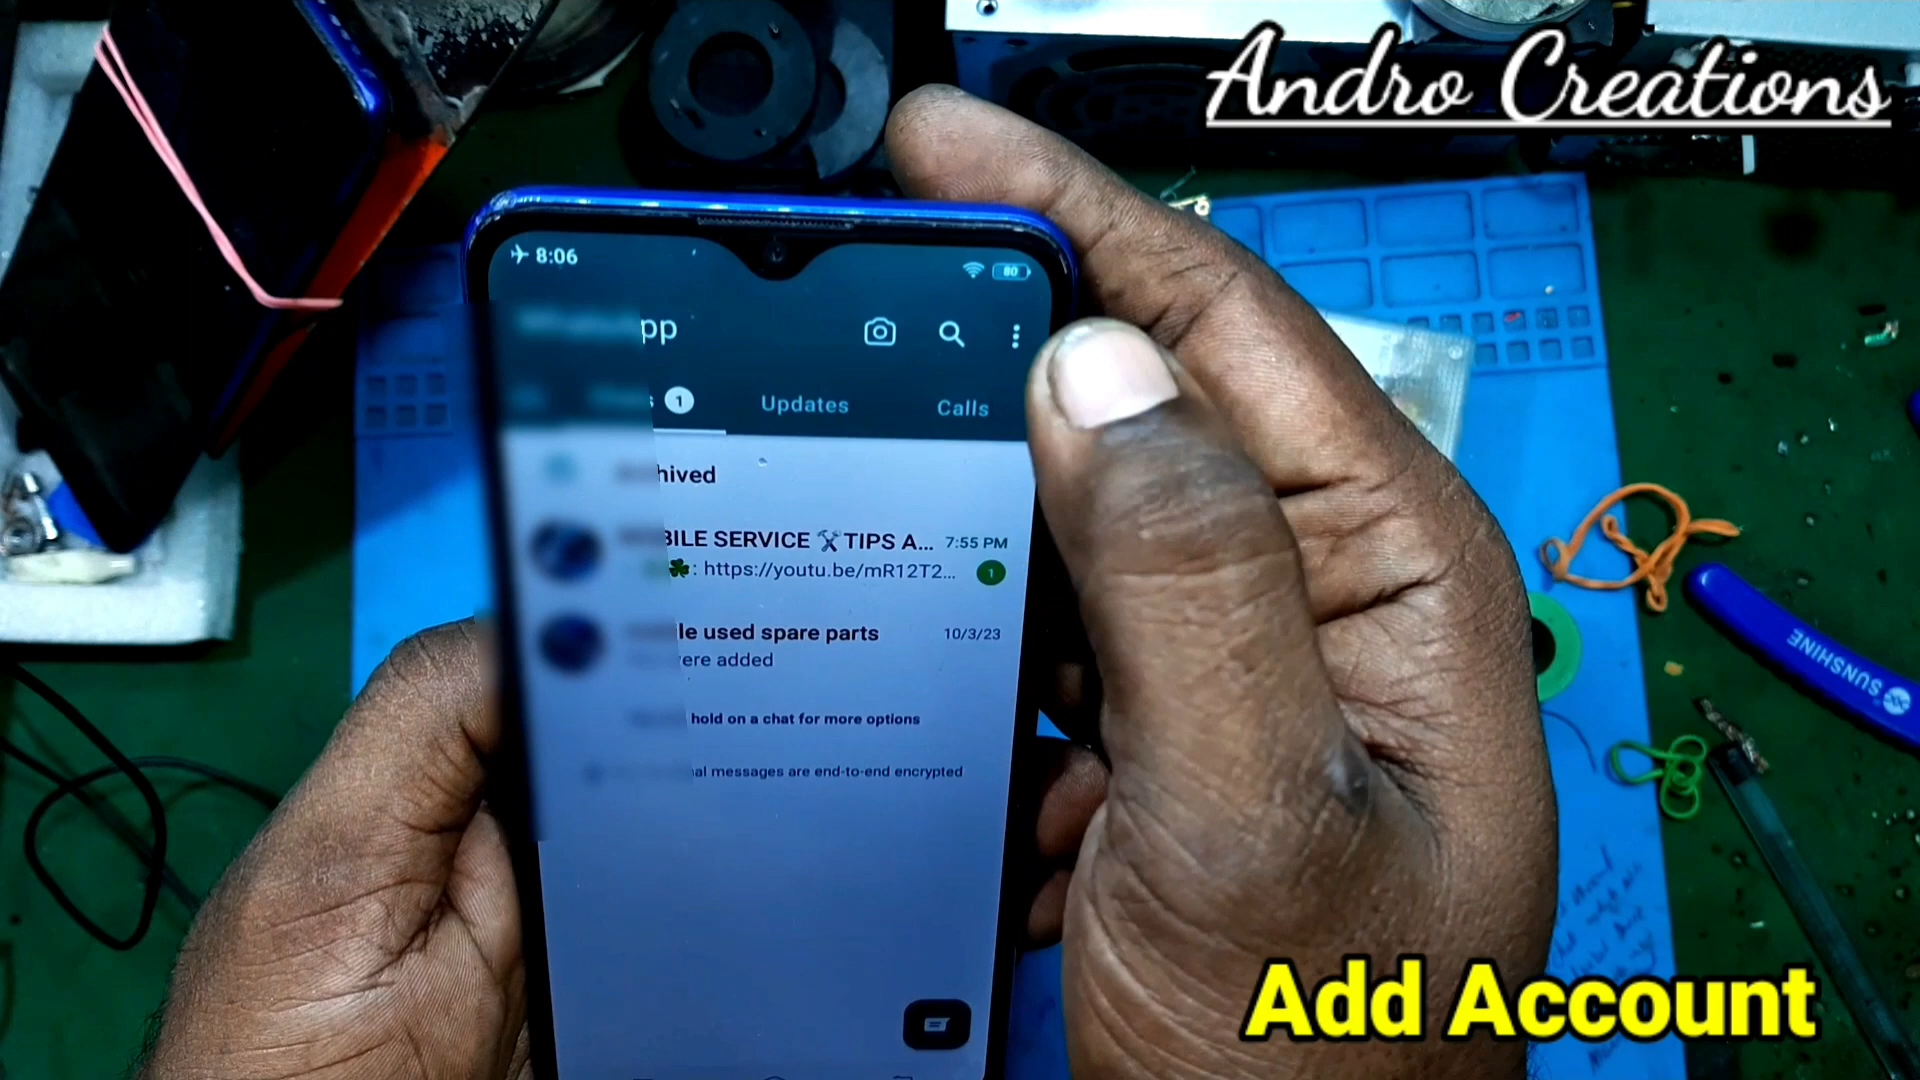 Andro Creations
8:06
80
pp
1
Updates
Calls
hived
BILE SERVICE 🛠 TIPS A... 7:55 PM
☘: https://youtu.be/mR12T2... 1
le used spare parts 10/3/23
ere added
hold on a chat for more options
al messages are end-to-end encrypted
SUNSHINE
Add Account